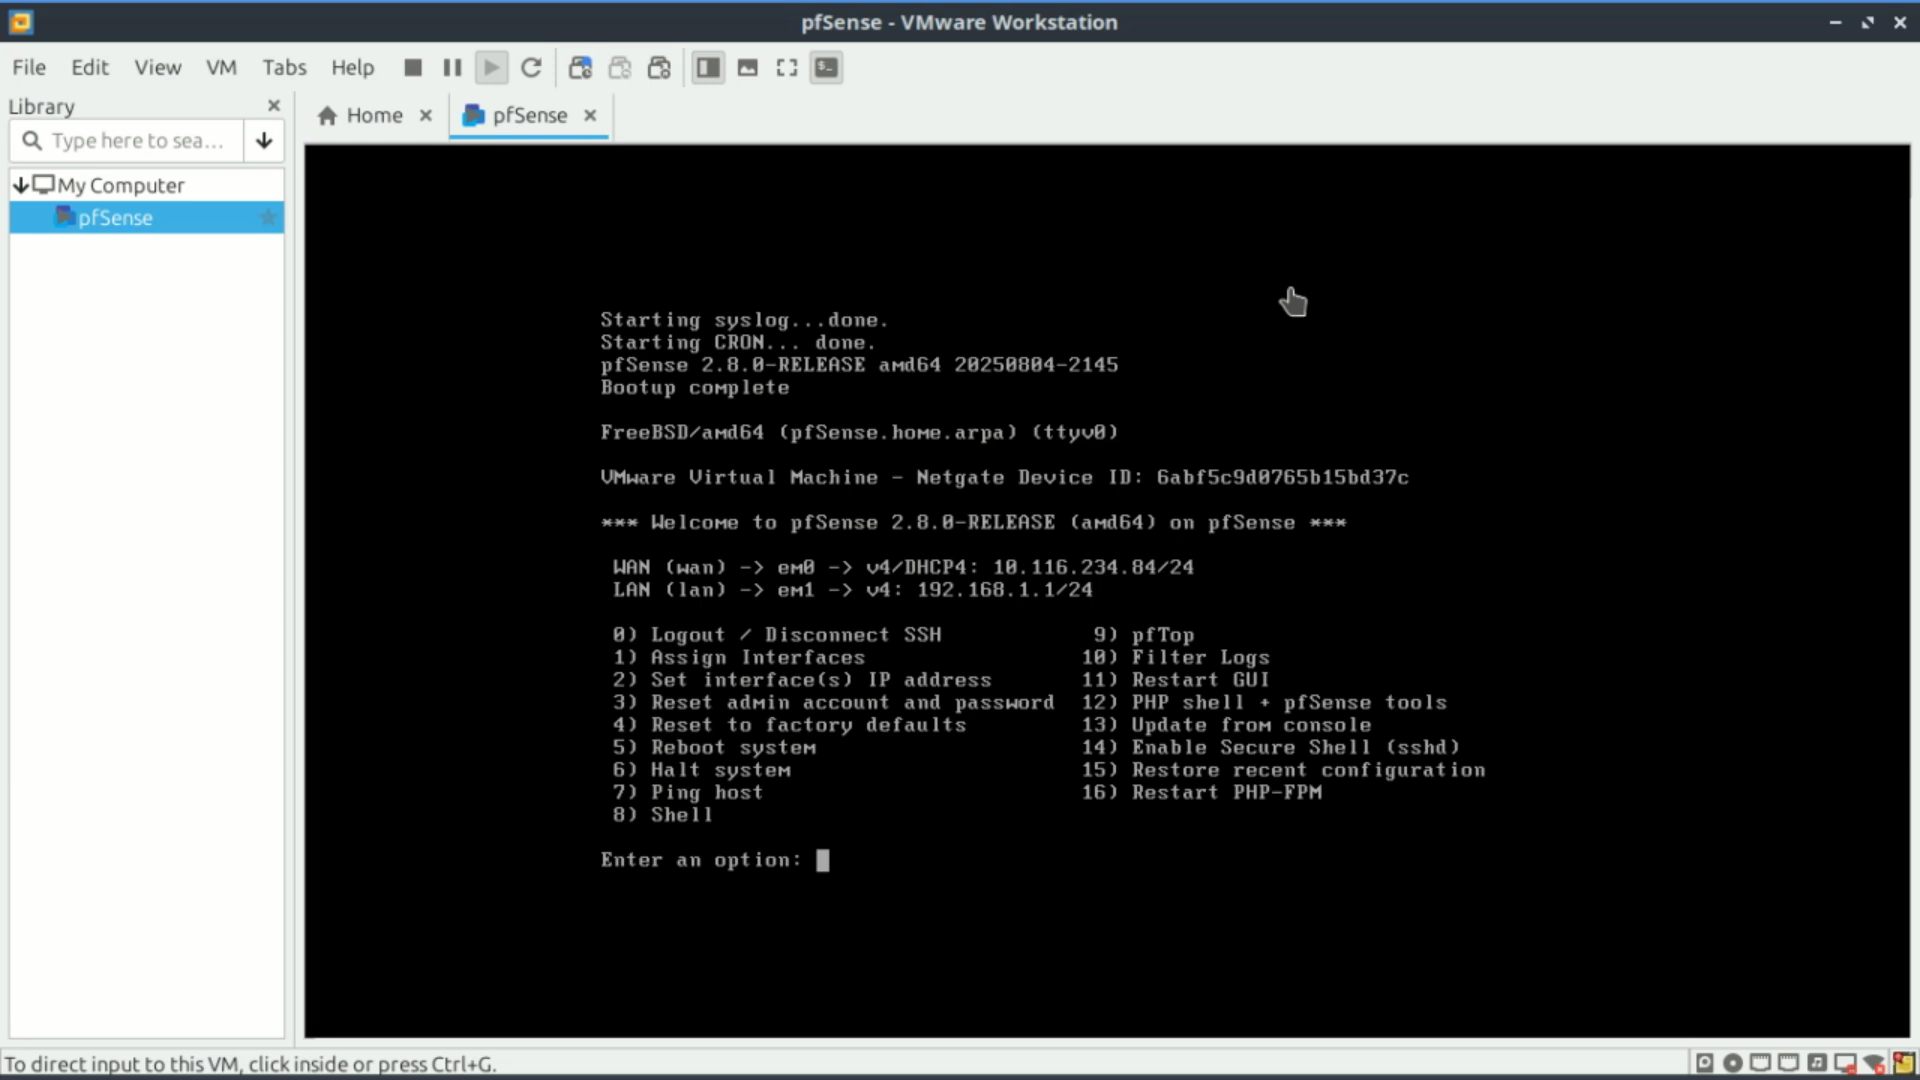 pfSense - VMware Workstation
File Edit View VM Tabs Help
Library
Type here to sea...
My Computer
pfSense
Home
pfSense
Starting syslog...done.
Starting CRON... done.
pfSense 2.8.0-RELEASE amd64 20250804-2145
Bootup complete
FreeBSD/amd64 (pfSense.home.arpa) (ttyv0)
VMware Virtual Machine - Netgate Device ID: 6abf5c9d0765b15bd37c
*** Welcome to pfSense 2.8.0-RELEASE (amd64) on pfSense ***
WAN (wan) -> em0 -> v4/DHCP4: 10.116.234.84/24
LAN (lan) -> em1 -> v4: 192.168.1.1/24
0) Logout / Disconnect SSH 9) pfTop
1) Assign Interfaces 10) Filter Logs
2) Set interface(s) IP address 11) Restart GUI
3) Reset admin account and password 12) PHP shell + pfSense tools
4) Reset to factory defaults 13) Update from console
5) Reboot system 14) Enable Secure Shell (sshd)
6) Halt system 15) Restore recent configuration
7) Ping host 16) Restart PHP-FPM
8) Shell
Enter an option:
To direct input to this VM, click inside or press Ctrl+G.